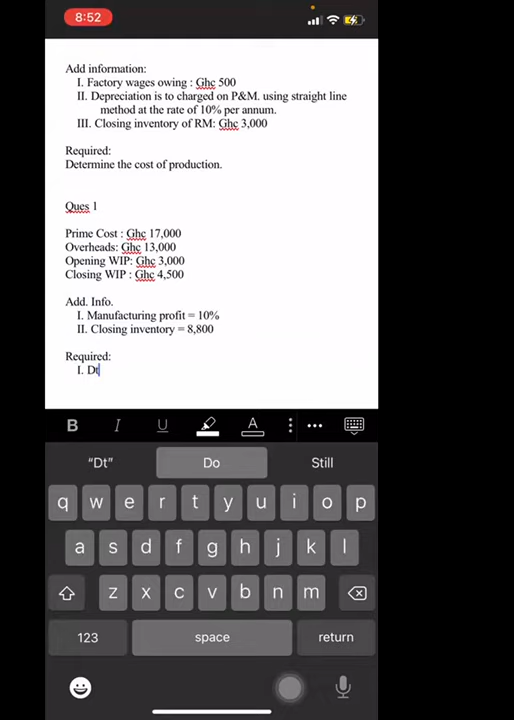 8:52
Add information:
I. Factory wages owing : Ghc 500
II. Depreciation is to charged on P&M. using straight line
method at the rate of 10% per annum.
III. Closing inventory of RM: Ghc 3,000
Required:
Determine the cost of production.
Ques 1
Prime Cost : Ghc 17,000
Overheads: Ghc 13,000
Opening WIP: Ghc 3,000
Closing WIP : Ghc 4,500
Add. Info.
I. Manufacturing profit = 10%
II. Closing inventory = 8,800
Required:
I. Dt
B I U A
“Dt” Do Still
q w e r t y u i o p
a s d f g h j k l
z x c v b n m
123 space return